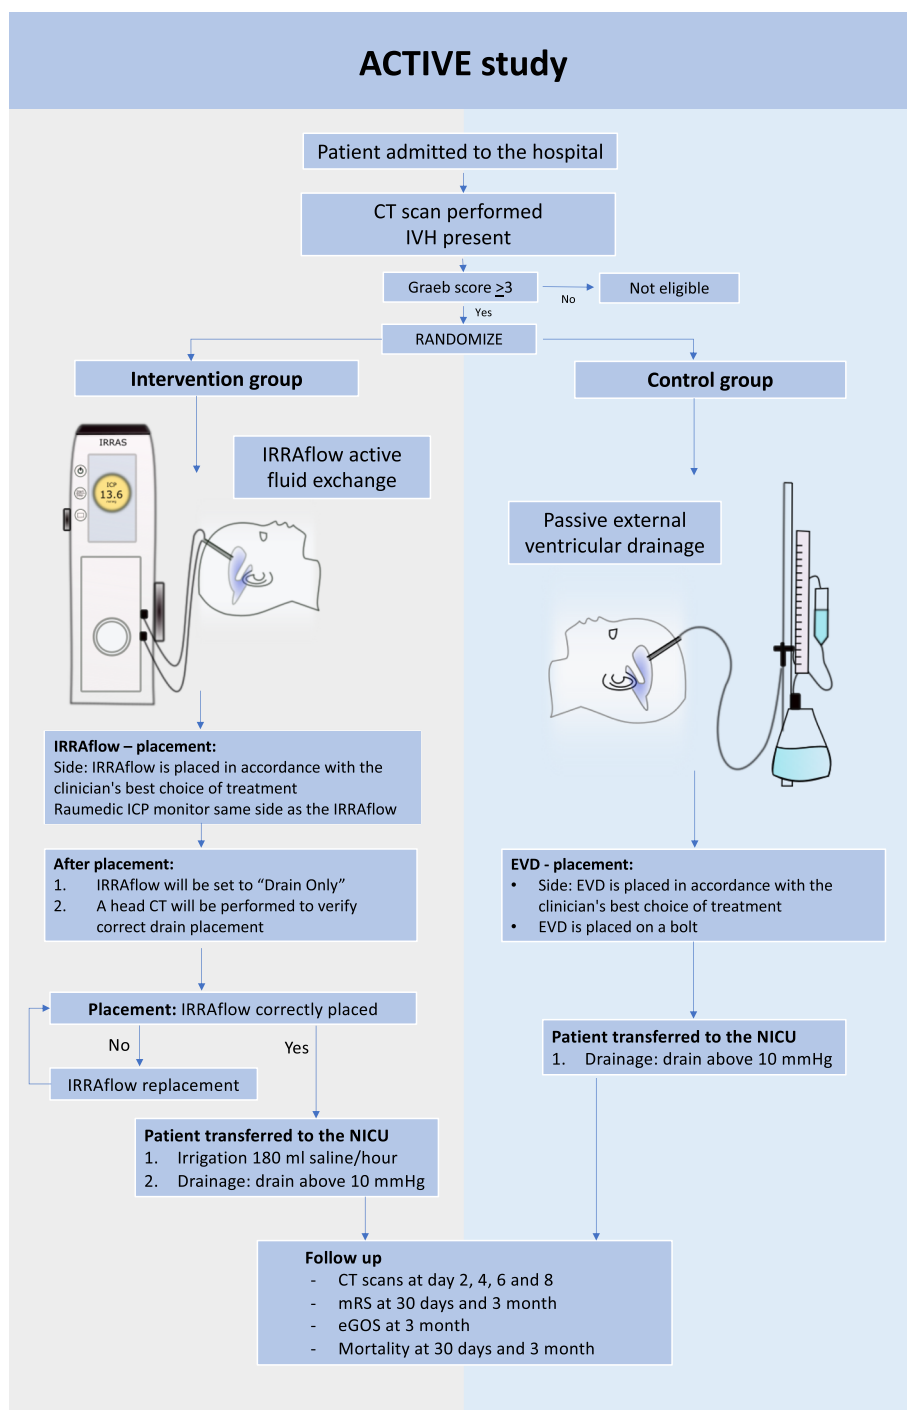 ACTIVE study
Patient admitted to the hospital
CT scan performed
IVH present
Graeb score ≥3
No
Not eligible
Yes
RANDOMIZE
Intervention group
Control group
IRRAflow active
fluid exchange
IRRAS
ICP
13.6
Passive external
ventricular drainage
IRRAflow – placement:
Side: IRRAflow is placed in accordance with the
clinician's best choice of treatment
Raumedic ICP monitor same side as the IRRAflow
After placement:
1. IRRAflow will be set to “Drain Only”
2. A head CT will be performed to verify
correct drain placement
EVD - placement:
• Side: EVD is placed in accordance with the
clinician's best choice of treatment
• EVD is placed on a bolt
Placement: IRRAflow correctly placed
No
Yes
IRRAflow replacement
Patient transferred to the NICU
1. Drainage: drain above 10 mmHg
Patient transferred to the NICU
1. Irrigation 180 ml saline/hour
2. Drainage: drain above 10 mmHg
Follow up
- CT scans at day 2, 4, 6 and 8
- mRS at 30 days and 3 month
- eGOS at 3 month
- Mortality at 30 days and 3 month